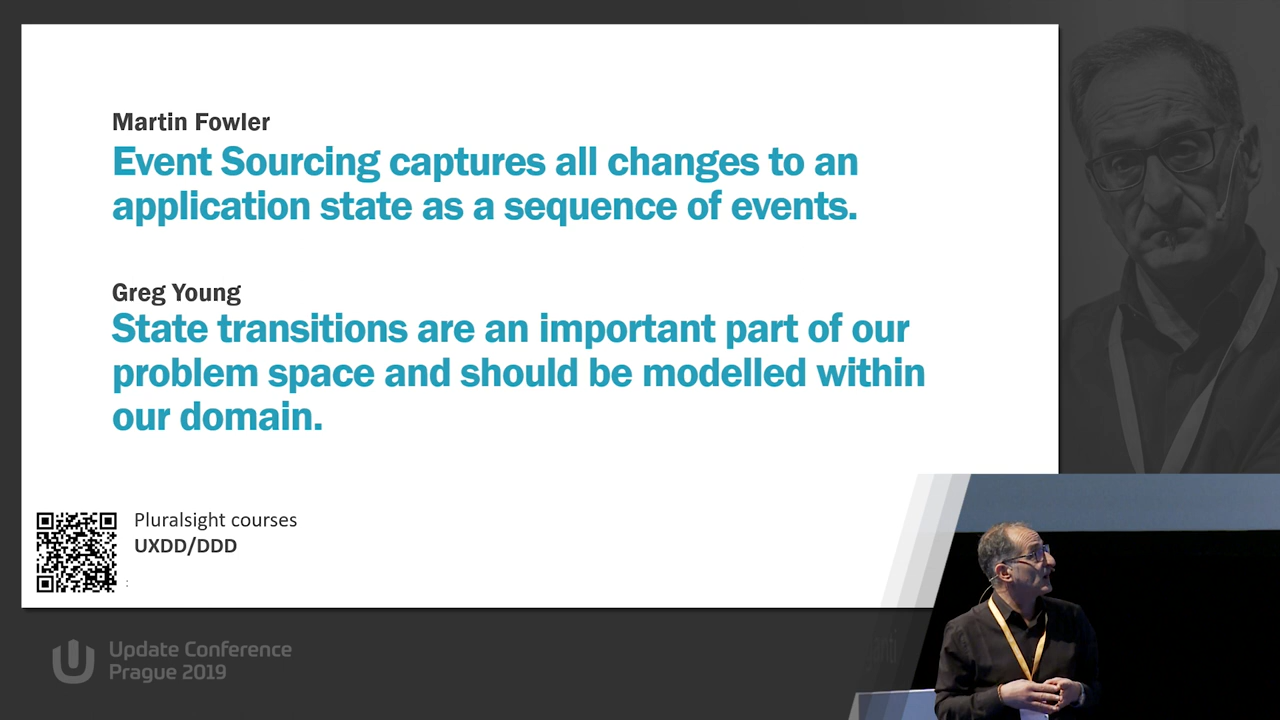 Martin Fowler
Event Sourcing captures all changes to an
application state as a sequence of events.
Greg Young
State transitions are an important part of our
problem space and should be modelled within
our domain.
Pluralsight courses
UXDD/DDD
:
Update Conference
Prague 2019